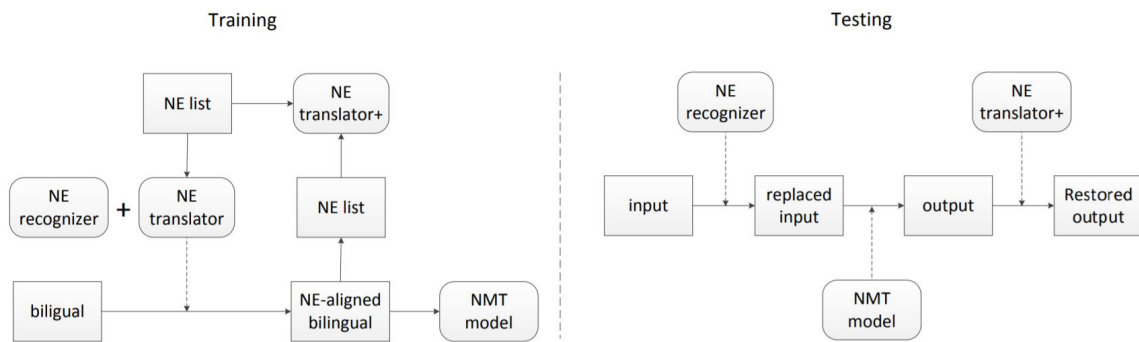 Training
NE list
NE
translator+
NE
recognizer
+
NE
translator
NE list
biligual
NE-aligned
bilingual
NMT
model
Testing
NE
recognizer
NE
translator+
input
replaced
input
output
Restored
output
NMT
model